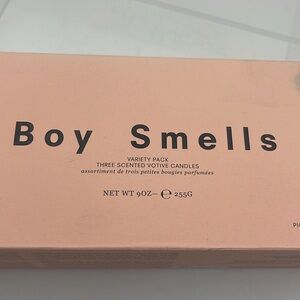 Boy Smells
VARIETY PACK
THREE SCENTED VOTIVE CANDLES
assortiment de trois petites bougies parfumées
NET WT 9OZ– ℮ 255G